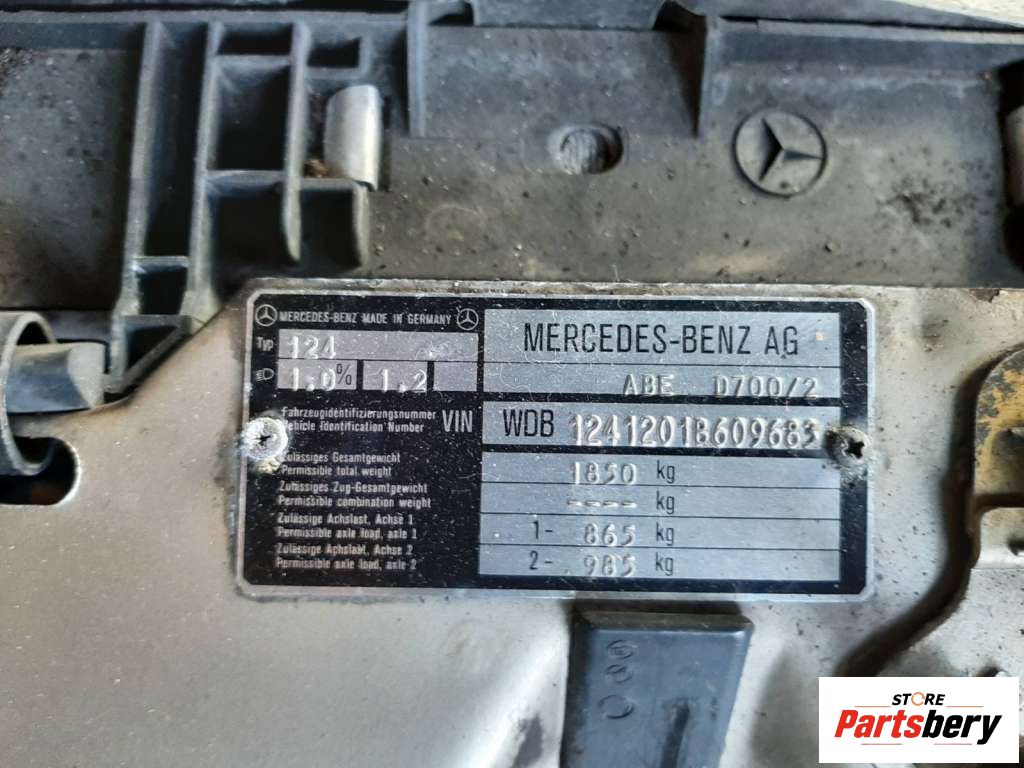 MERCEDES-BENZ MADE IN GERMANY
MERCEDES-BENZ AG
Typ 124
1.0% 1.2
ABE D700/2
Fahrzeugidentifizierungsnummer
Vehicle Identification Number
VIN WDB 1241201B609683
Zulässiges Gesamtgewicht
Permissible total weight
1850 kg
Zulässiges Zug-Gesamtgewicht
Permissible combination weight
---- kg
Zulässige Achslast, Achse 1
Permissible axle load, axle 1
1- 865 kg
Zulässige Achslast, Achse 2
Permissible axle load, axle 2
2- 985 kg
STORE
Partsbery